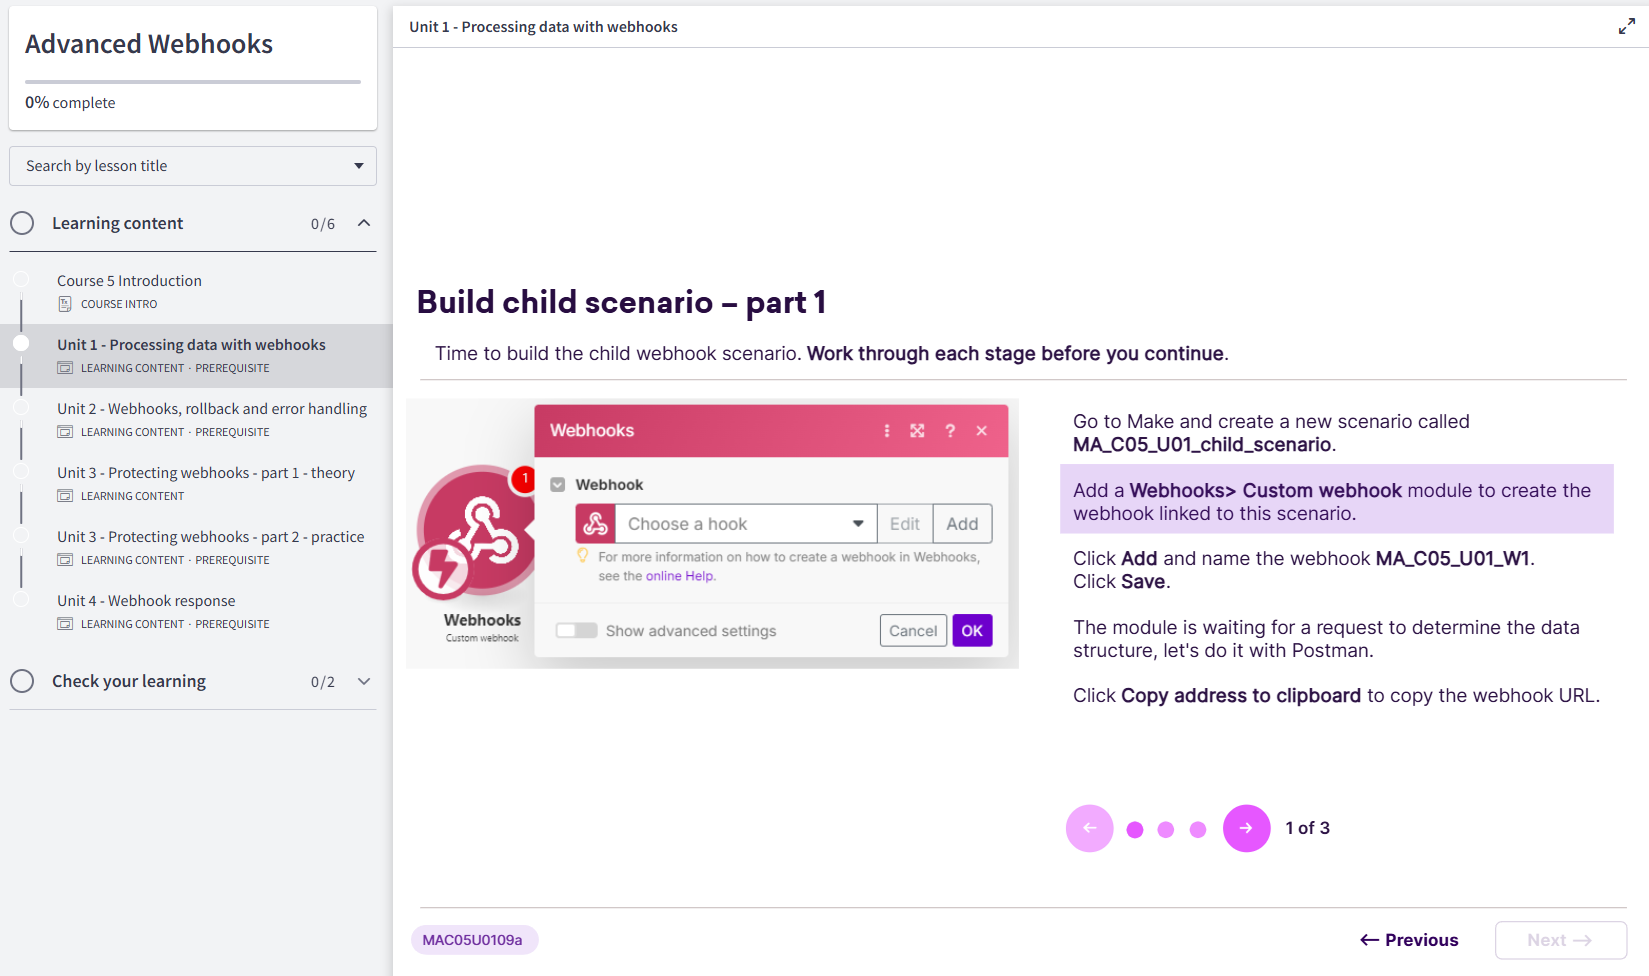 Advanced Webhooks
0% complete
Search by lesson title
Learning content 0/6
Course 5 Introduction
COURSE INTRO
Unit 1 - Processing data with webhooks
LEARNING CONTENT · PREREQUISITE
Unit 2 - Webhooks, rollback and error handling
LEARNING CONTENT · PREREQUISITE
Unit 3 - Protecting webhooks - part 1 - theory
LEARNING CONTENT
Unit 3 - Protecting webhooks - part 2 - practice
LEARNING CONTENT · PREREQUISITE
Unit 4 - Webhook response
LEARNING CONTENT · PREREQUISITE
Check your learning 0/2
Unit 1 - Processing data with webhooks
Build child scenario – part 1
Time to build the child webhook scenario. Work through each stage before you continue.
Webhooks ?
1
Webhook
Choose a hook Edit Add
For more information on how to create a webhook in Webhooks,
see the online Help.
Webhooks
Custom webhook
Show advanced settings Cancel OK
Go to Make and create a new scenario called
MA_C05_U01_child_scenario.
Add a Webhooks> Custom webhook module to create the
webhook linked to this scenario.
Click Add and name the webhook MA_C05_U01_W1.
Click Save.
The module is waiting for a request to determine the data
structure, let's do it with Postman.
Click Copy address to clipboard to copy the webhook URL.
1 of 3
MAC05U0109a
← Previous
Next →